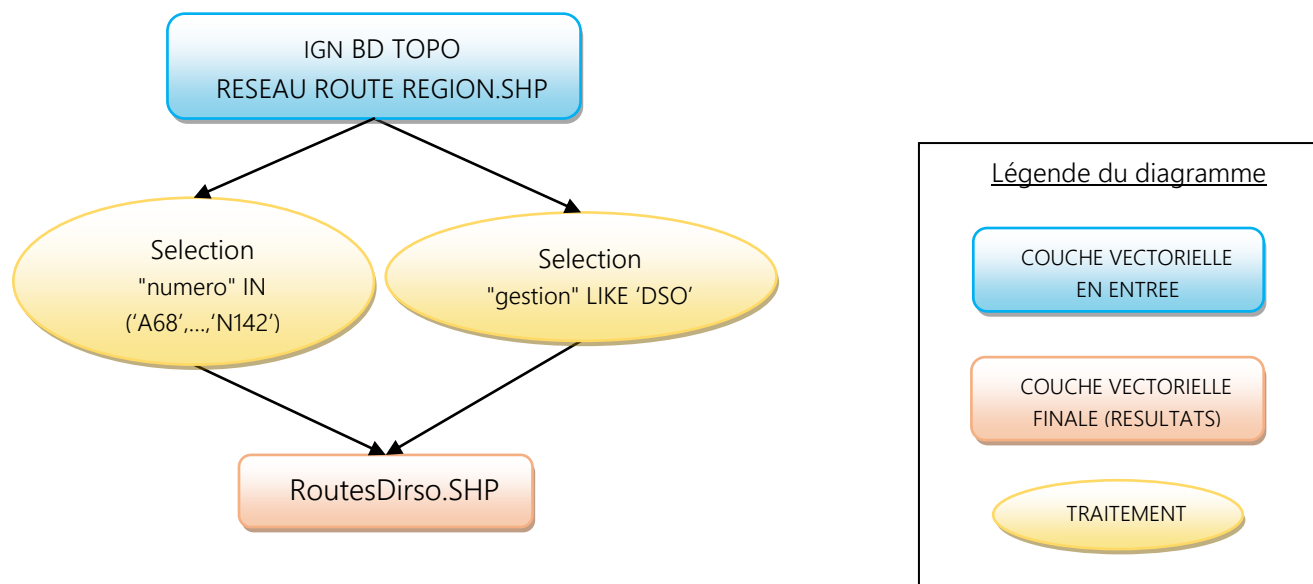 IGN BD TOPO
RESEAU ROUTE REGION.SHP
Selection
"numero" IN
(‘A68’,...,‘N142’)
Selection
"gestion" LIKE ‘DSO’
RoutesDirso.SHP
Légende du diagramme
COUCHE VECTORIELLE
EN ENTREE
COUCHE VECTORIELLE
FINALE (RESULTATS)
TRAITEMENT